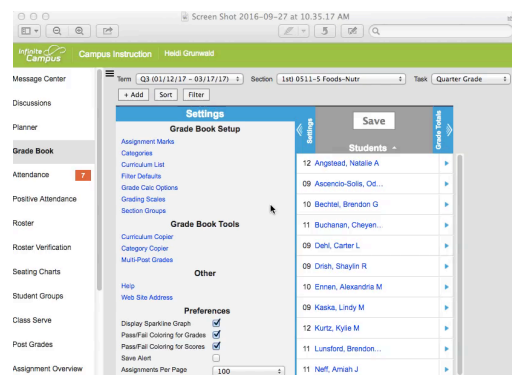 Screen Shot 2016-09-27 at 10.35.17 AM
Infinite Campus
Campus Instruction Heidi Grunwald
Message Center
Discussions
Planner
Grade Book
Attendance 7
Positive Attendance
Roster
Roster Verification
Seating Charts
Student Groups
Class Serve
Post Grades
Assignment Overview
Term Q3 (01/12/17 - 03/17/17) Section 1st) 0511-5 Foods-Nutr Task Quarter Grade
+ Add Sort Filter
Settings
Grade Book Setup
Assignment Marks
Categories
Curriculum List
Filter Defaults
Grade Calc Options
Grading Scales
Section Groups
Grade Book Tools
Curriculum Copier
Category Copier
Multi-Post Grades
Other
Help
Web Site Address
Preferences
Display Sparkline Graph
Pass/Fail Coloring for Grades
Pass/Fail Coloring for Scores
Save Alert
Assignments Per Page 100
Settings
Save
Students
Grade Totals
12 Angstead, Natalie A
09 Ascencio-Solis, Od...
10 Bechtel, Brendon G
11 Buchanan, Cheyen...
09 Dehl, Carter L
09 Drish, Shaylin R
10 Ennen, Alexandria M
09 Kaska, Lindy M
12 Kurtz, Kylie M
11 Lunsford, Brendon...
11 Neff, Amiah J